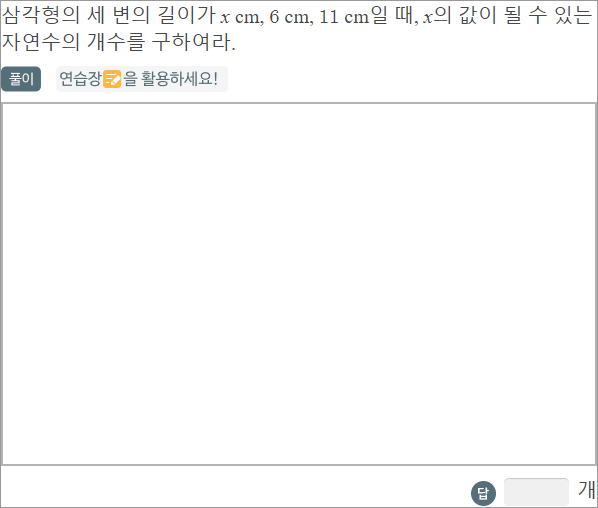 삼각형의 세 변의 길이가 x cm, 6 cm, 11 cm일 때, x의 값이 될 수 있는
자연수의 개수를 구하여라.
풀이 연습장을 활용하세요!
답 개